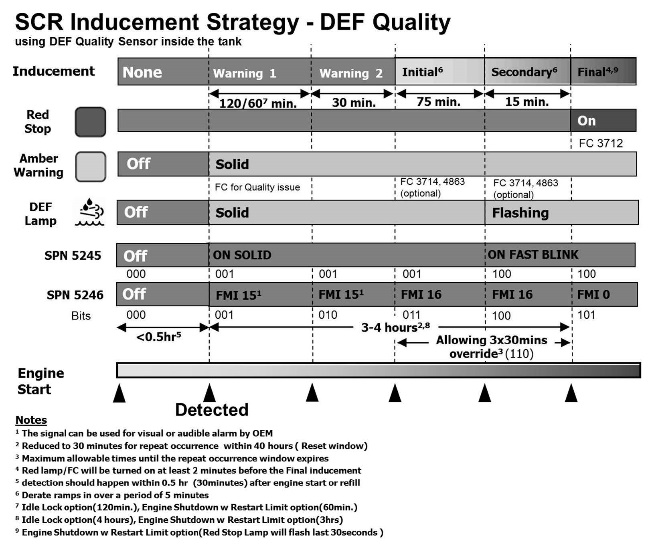 SCR Inducement Strategy - DEF Quality
using DEF Quality Sensor inside the tank
Inducement None Warning 1 Warning 2 Initial⁶ Secondary⁶ Final⁴,⁹
120/60⁷ min. 30 min. 75 min. 15 min.
Red Stop On
FC 3712
Amber Warning Off Solid
FC for Quality issue FC 3714, 4863 (optional) FC 3714, 4863 (optional)
DEF Lamp Off Solid Flashing
SPN 5245 Off ON SOLID ON FAST BLINK
000 001 001 001 100 100
SPN 5246 Off FMI 15¹ FMI 15¹ FMI 16 FMI 16 FMI 0
Bits 000 001 010 011 100 101
<0.5hr⁵ 3-4 hours²,⁸
Allowing 3x30mins override³ (110)
Engine Start
Detected
Notes
¹ The signal can be used for visual or audible alarm by OEM
² Reduced to 30 minutes for repeat occurrence within 40 hours ( Reset window)
³ Maximum allowable times until the repeat occurrence window expires
⁴ Red lamp/FC will be turned on at least 2 minutes before the Final inducement
⁵ detection should happen within 0.5 hr (30minutes) after engine start or refill
⁶ Derate ramps in over a period of 5 minutes
⁷ Idle Lock option(120min.), Engine Shutdown w Restart Limit option(60min.)
⁸ Idle Lock option(4 hours), Engine Shutdown w Restart Limit option(3hrs)
⁹ Engine Shutdown w Restart Limit option(Red Stop Lamp will flash last 30seconds )